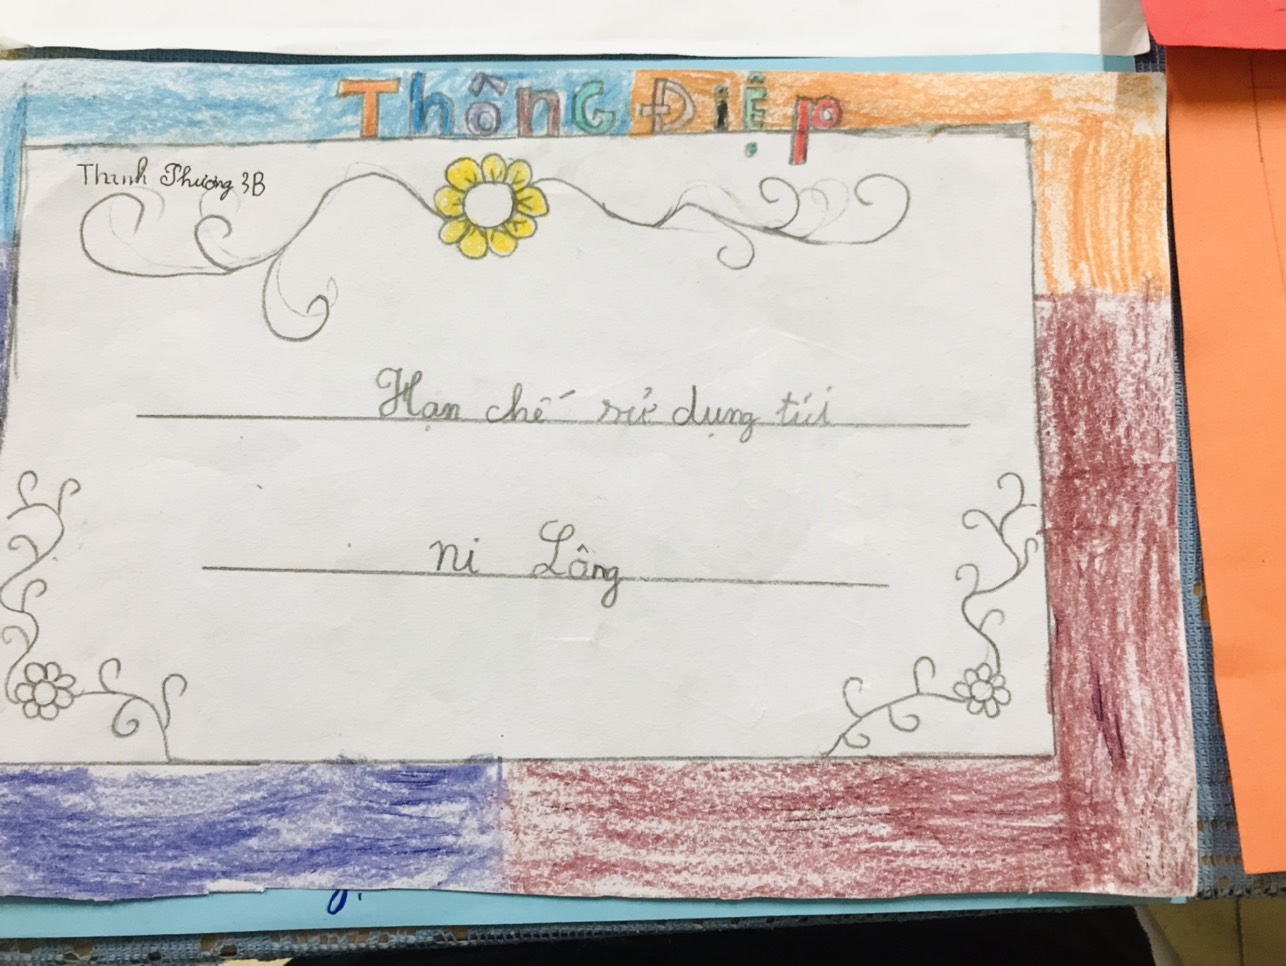 Thông Điệp
Thanh Phương 3B
Hạn chế sử dụng túi
ni Lông